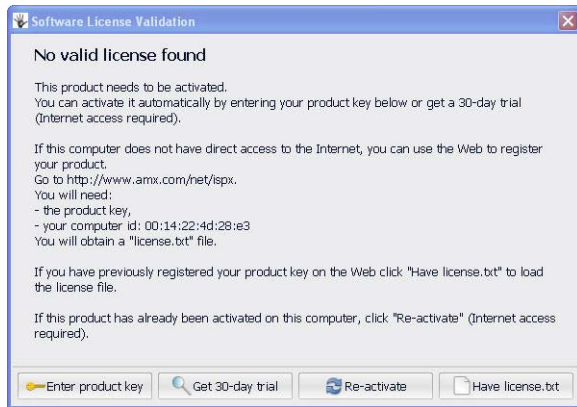 Software License Validation
No valid license found
This product needs to be activated.
You can activate it automatically by entering your product key below or get a 30-day trial
(Internet access required).
If this computer does not have direct access to the Internet, you can use the Web to register
your product.
Go to http://www.amx.com/net/ispx.
You will need:
- the product key,
- your computer id: 00:14:22:4d:28:e3
You will obtain a "license.txt" file.
If you have previously registered your product key on the Web click "Have license.txt" to load
the license file.
If this product has already been activated on this computer, click "Re-activate" (Internet access
required).
Enter product key Get 30-day trial Re-activate Have license.txt